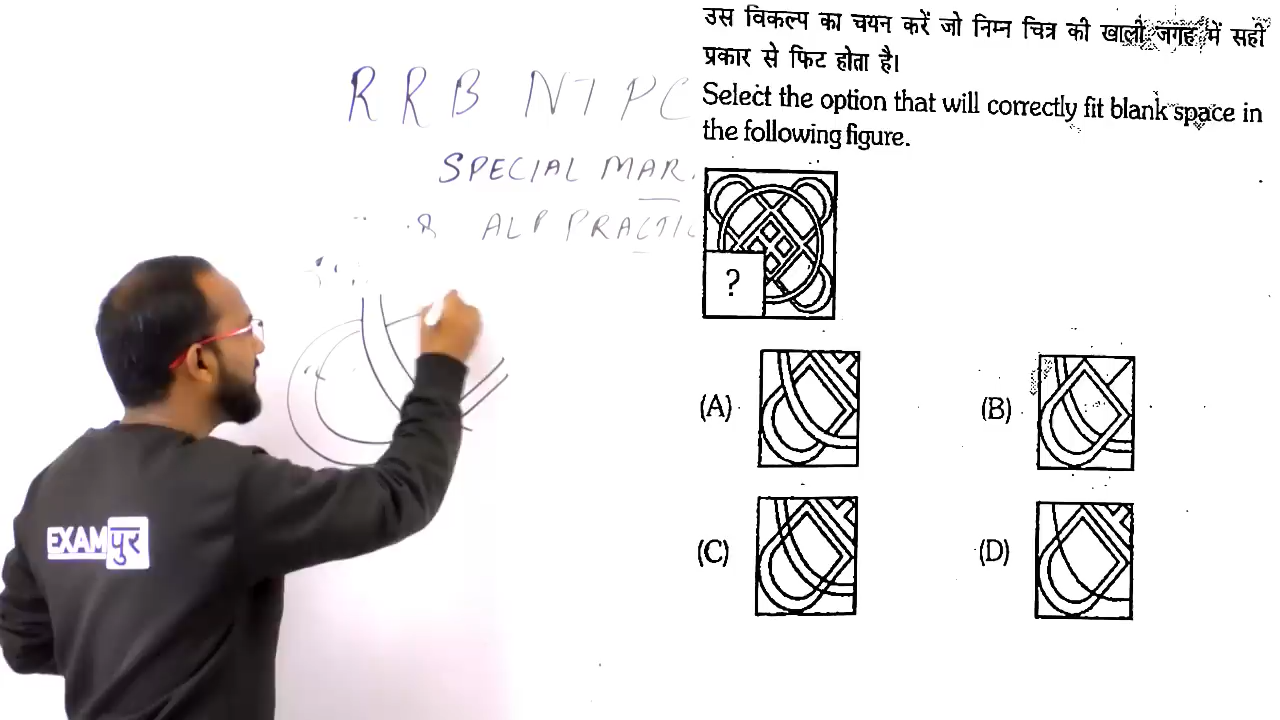 उस विकल्प का चयन करें जो निम्न चित्र की खाली जगह में सही
प्रकार से फिट होता है।
Select the option that will correctly fit blank space in
the following figure.
R R B NTPC
SPECIAL MAR
ALP PRACTIC
?
(A)
(B)
(C)
(D)
EXAMपुर